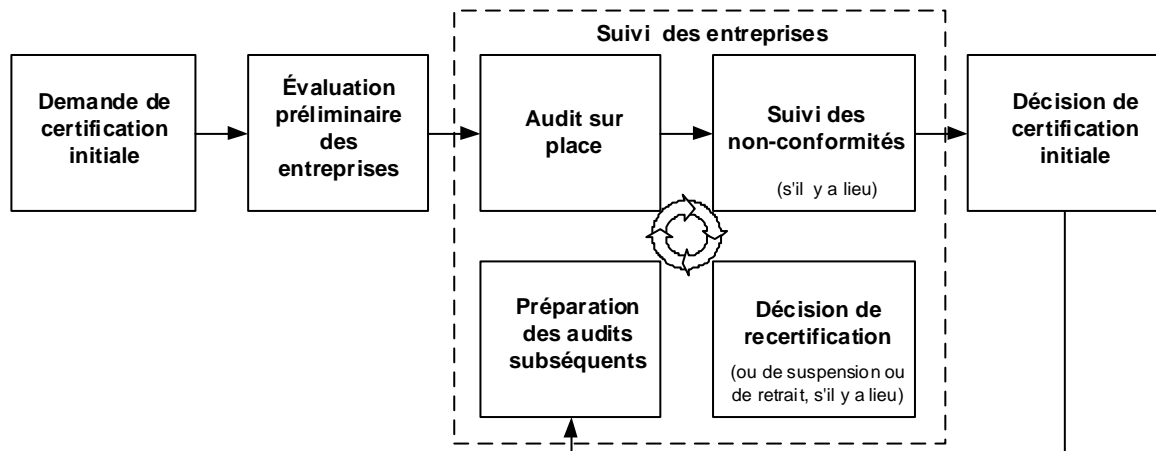 Suivi des entreprises
Demande de
certification
initiale
Évaluation
préliminaire
des
entreprises
Audit sur
place
Suivi des
non-conformités
(s'il y a lieu)
Décision de
certification
initiale
Préparation
des audits
subséquents
Décision de
recertification
(ou de suspension ou
de retrait, s'il y a lieu)